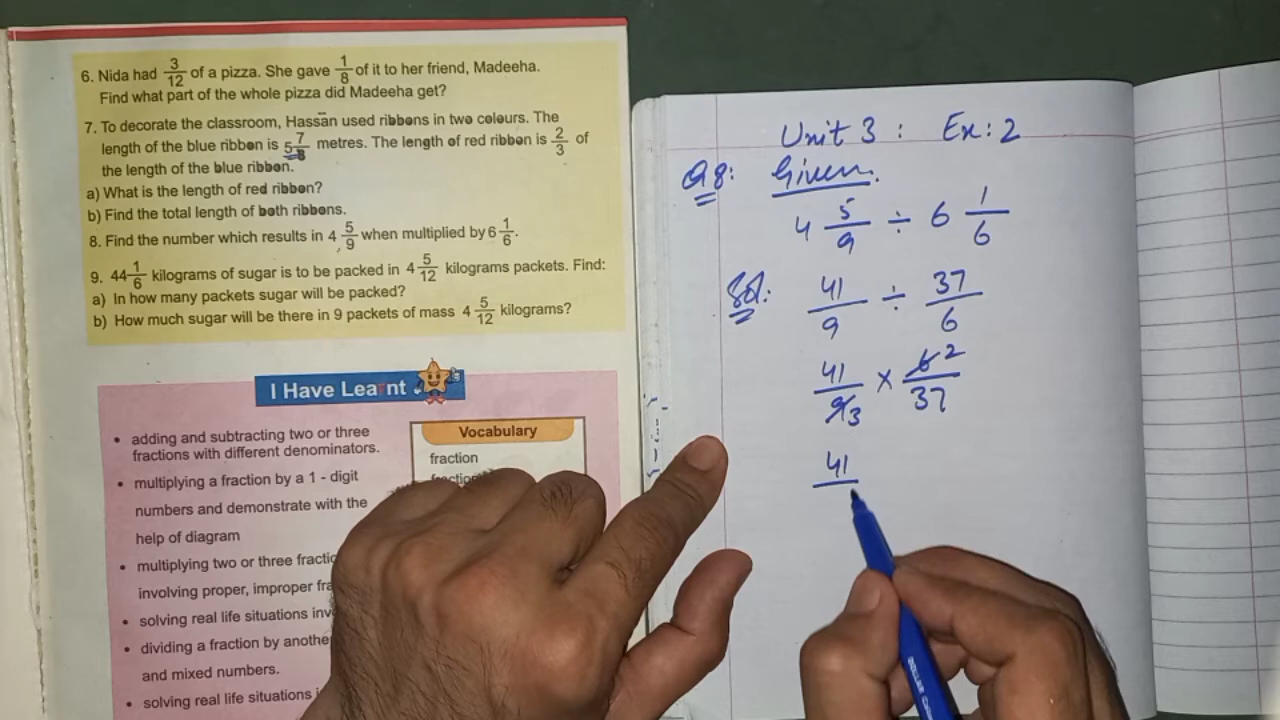 6. Nida had 3/12 of a pizza. She gave 1/8 of it to her friend, Madeeha.
Find what part of the whole pizza did Madeeha get?
7. To decorate the classroom, Hassan used ribbons in two colours. The
length of the blue ribbon is 5 7/8 metres. The length of red ribbon is 2/3 of
the length of the blue ribbon.
a) What is the length of red ribbon?
b) Find the total length of both ribbons.
8. Find the number which results in 4 5/9 when multiplied by 6 1/6.
9. 44 1/6 kilograms of sugar is to be packed in 4 5/12 kilograms packets. Find:
a) In how many packets sugar will be packed?
b) How much sugar will be there in 9 packets of mass 4 5/12 kilograms?
I Have Learnt
• adding and subtracting two or three
fractions with different denominators.
• multiplying a fraction by a 1 - digit
numbers and demonstrate with the
help of diagram
• multiplying two or three
involving proper, improper
• solving real life situations
• dividing a fraction by
and mixed numbers.
• solving real life situations
Vocabulary
fraction
Unit 3 : Ex: 2
Q8: Given.
4 5/9 ÷ 6 1/6
Sol: 41/9 ÷ 37/6
41/9 3 × 6 2/37
41